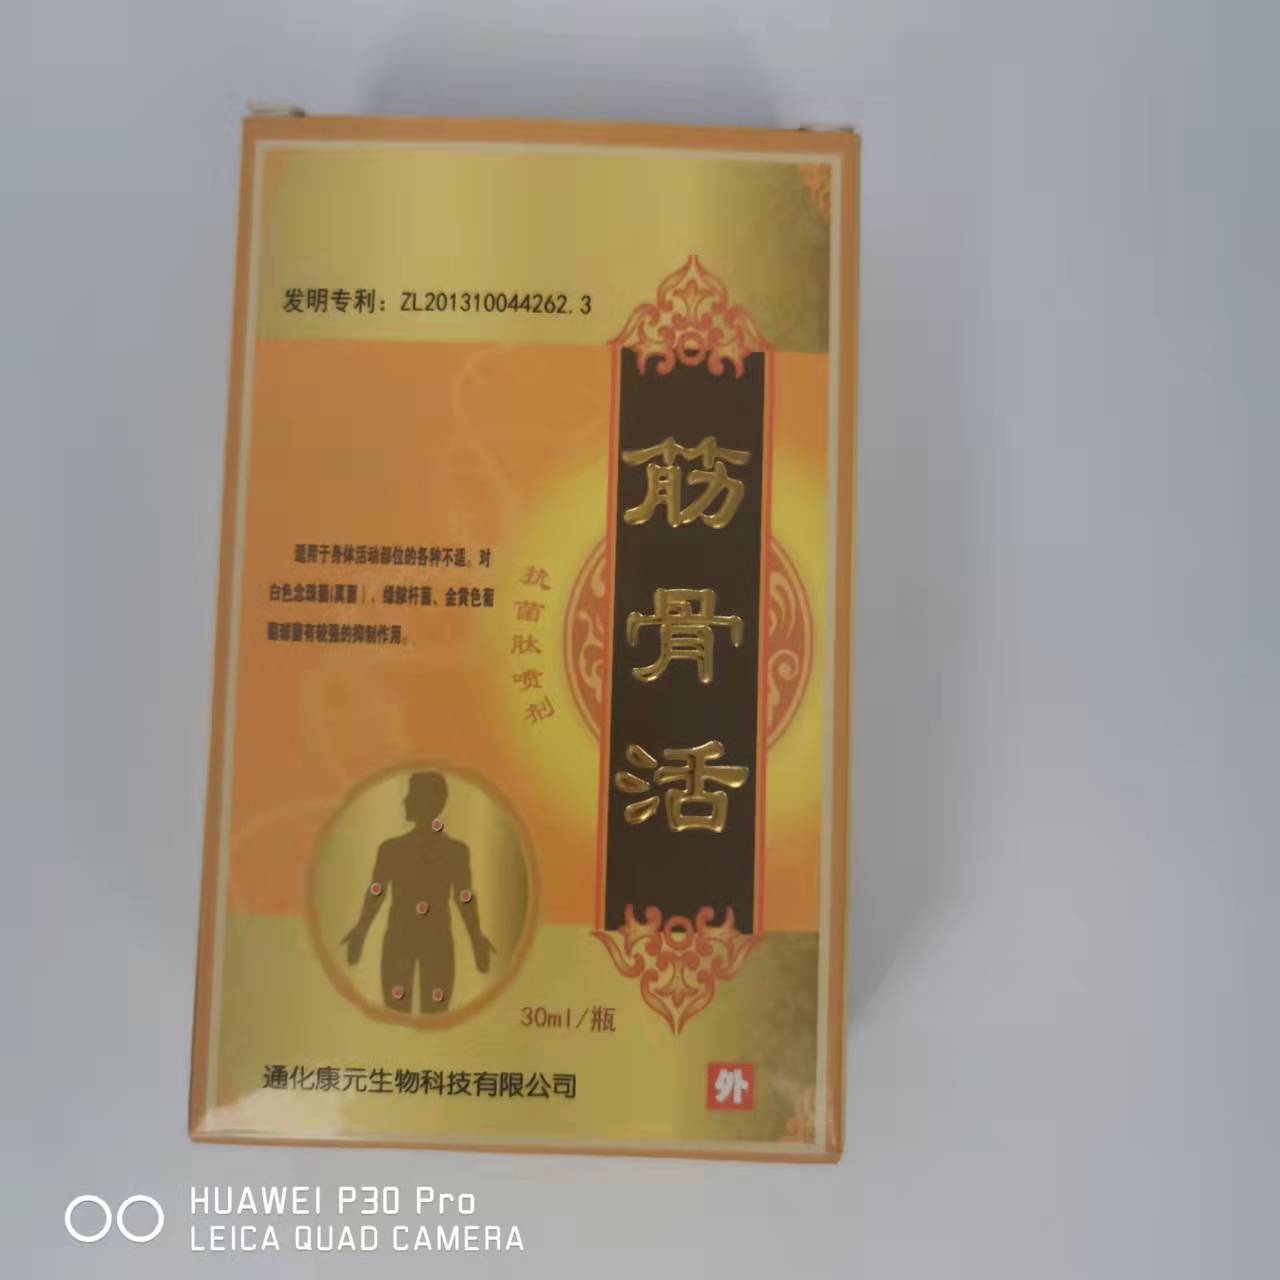 发明专利：ZL201310044262.3
筋骨活
抗菌肽喷剂
适用于身体活动部位的各种不适。对
白色念珠菌(真菌)、绿脓杆菌、金黄色葡
萄球菌有较强的抑制作用。
30ml/瓶
通化康元生物科技有限公司
外
HUAWEI P30 Pro
LEICA QUAD CAMERA